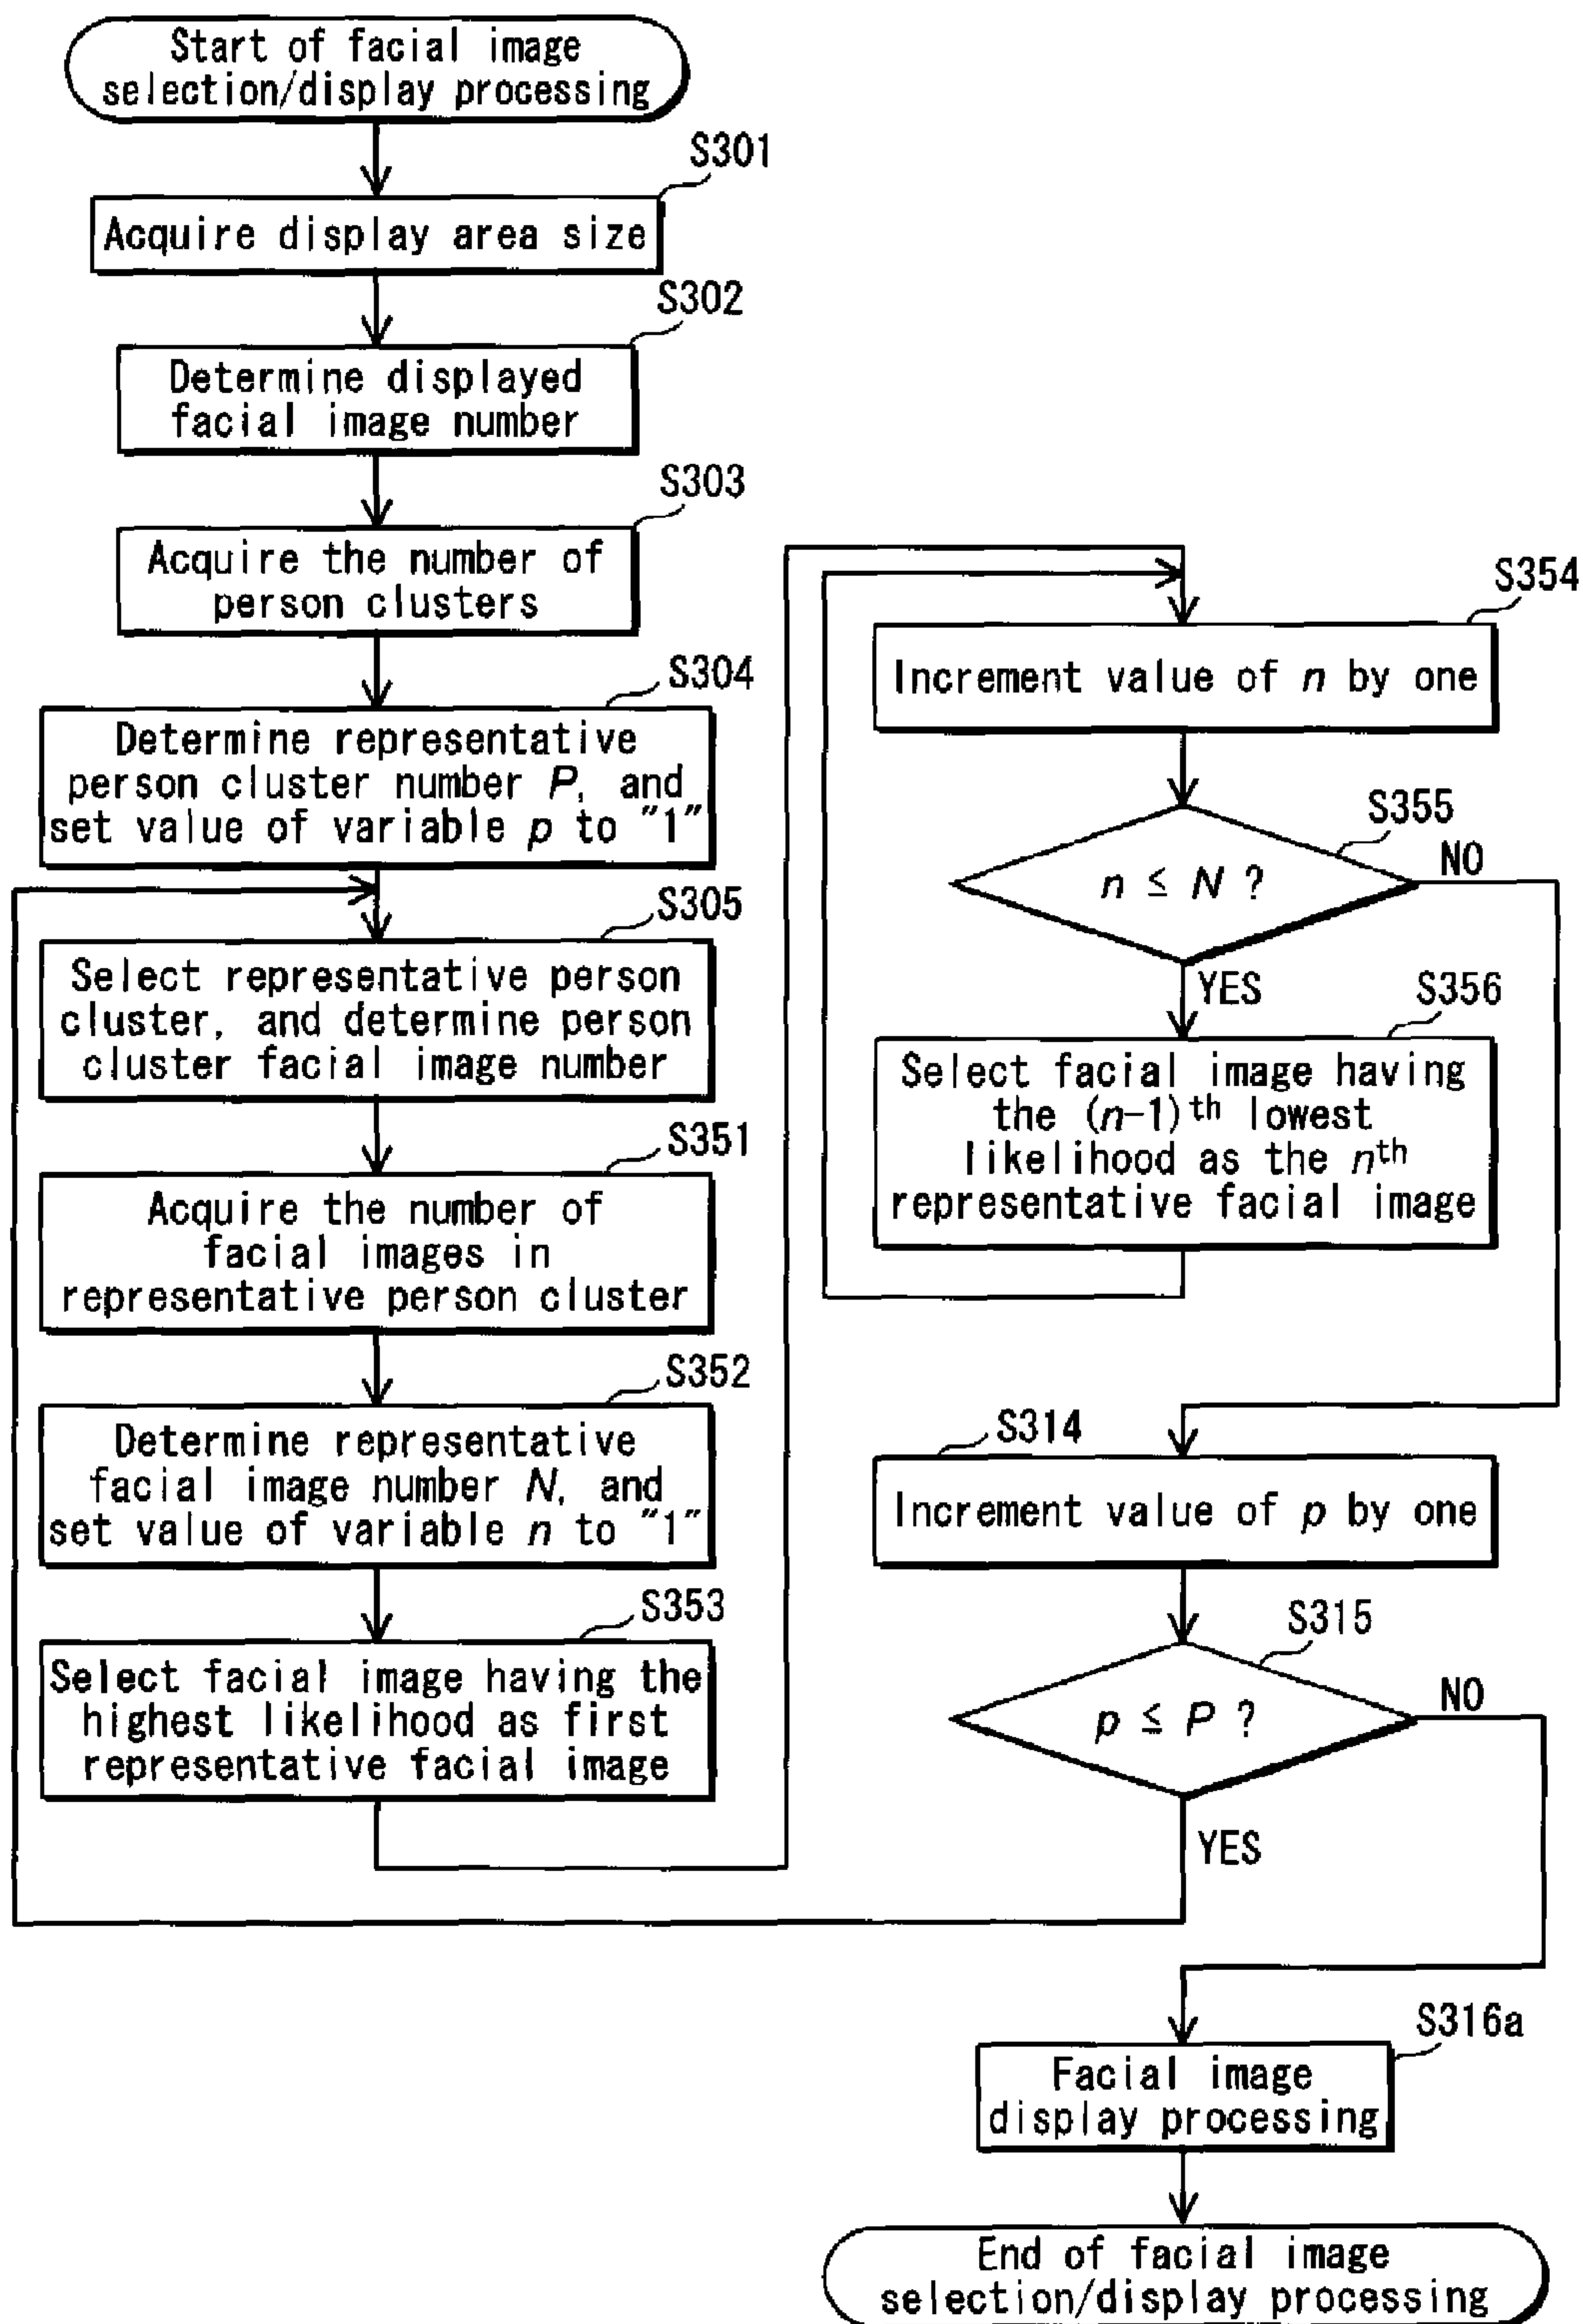 Start of facial image
selection/display processing
S301
Acquire display area size
S302
Determine displayed
facial image number
S303
Acquire the number of
person clusters
S304
Determine representative
person cluster number P, and
set value of variable p to "1"
S305
Select representative person
cluster, and determine person
cluster facial image number
S351
Acquire the number of
facial images in
representative person cluster
S352
Determine representative
facial image number N, and
set value of variable n to "1"
S353
Select facial image having the
highest likelihood as first
representative facial image
S354
Increment value of n by one
S355
n ≤ N ?
NO
YES
S356
Select facial image having
the (n-1)th lowest
likelihood as the nth
representative facial image
S314
Increment value of p by one
S315
p ≤ P ?
NO
YES
S316a
Facial image
display processing
End of facial image
selection/display processing